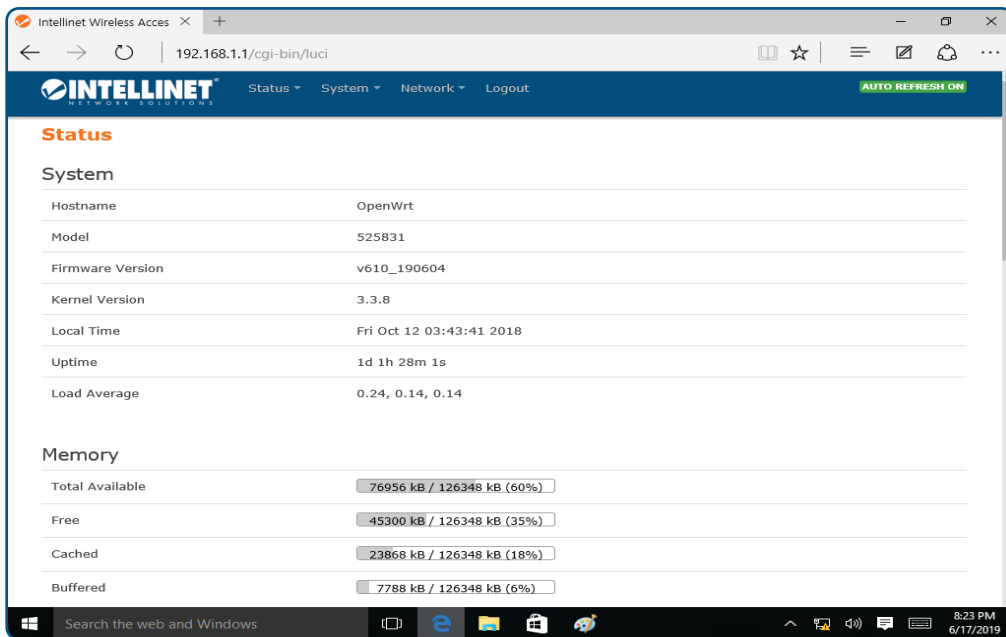 Intellinet Wireless Acces
192.168.1.1/cgi-bin/luci
INTELLINET®
NETWORK SOLUTIONS
Status System Network Logout
AUTO REFRESH ON
Status
System
Hostname OpenWrt
Model 525831
Firmware Version v610_190604
Kernel Version 3.3.8
Local Time Fri Oct 12 03:43:41 2018
Uptime 1d 1h 28m 1s
Load Average 0.24, 0.14, 0.14
Memory
Total Available 76956 kB / 126348 kB (60%)
Free 45300 kB / 126348 kB (35%)
Cached 23868 kB / 126348 kB (18%)
Buffered 7788 kB / 126348 kB (6%)
Search the web and Windows
8:23 PM
6/17/2019